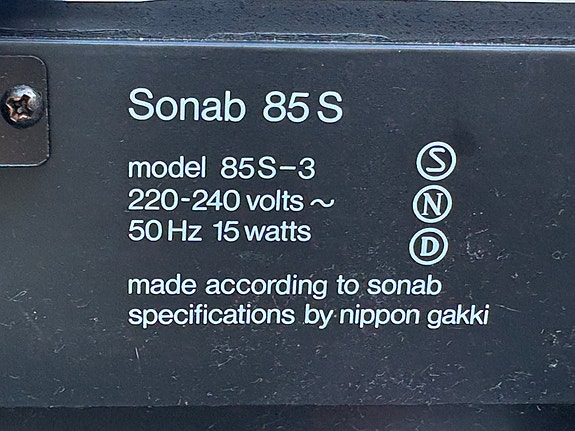 Sonab 85 S
model 85S-3
220-240 volts ~
50 Hz 15 watts
S
N
D
made according to sonab
specifications by nippon gakki